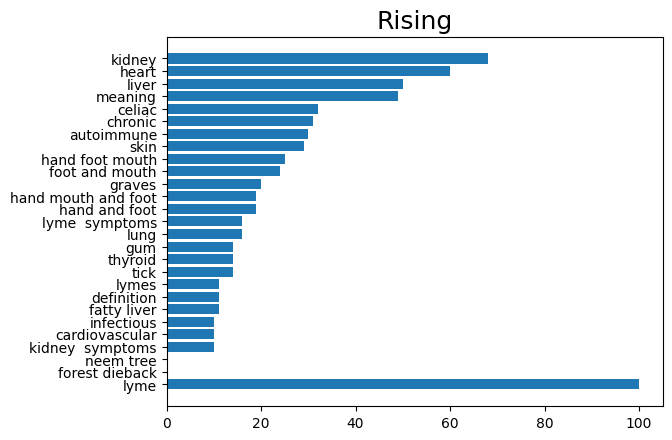 Rising
kidney
heart
liver
meaning
celiac
chronic
autoimmune
skin
hand foot mouth
foot and mouth
graves
hand mouth and foot
hand and foot
lyme  symptoms
lung
gum
thyroid
tick
lymes
definition
fatty liver
infectious
cardiovascular
kidney  symptoms
neem tree
forest dieback
lyme
0 20 40 60 80 100